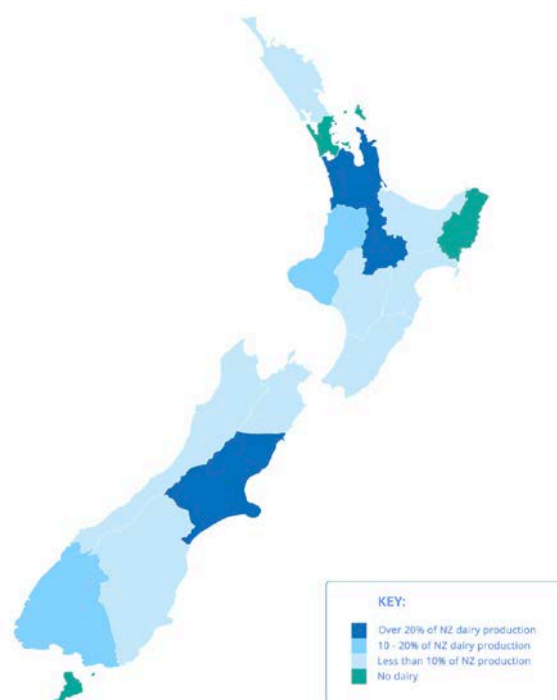 KEY:
Over 20% of NZ dairy production
10 - 20% of NZ dairy production
Less than 10% of NZ production
No dairy